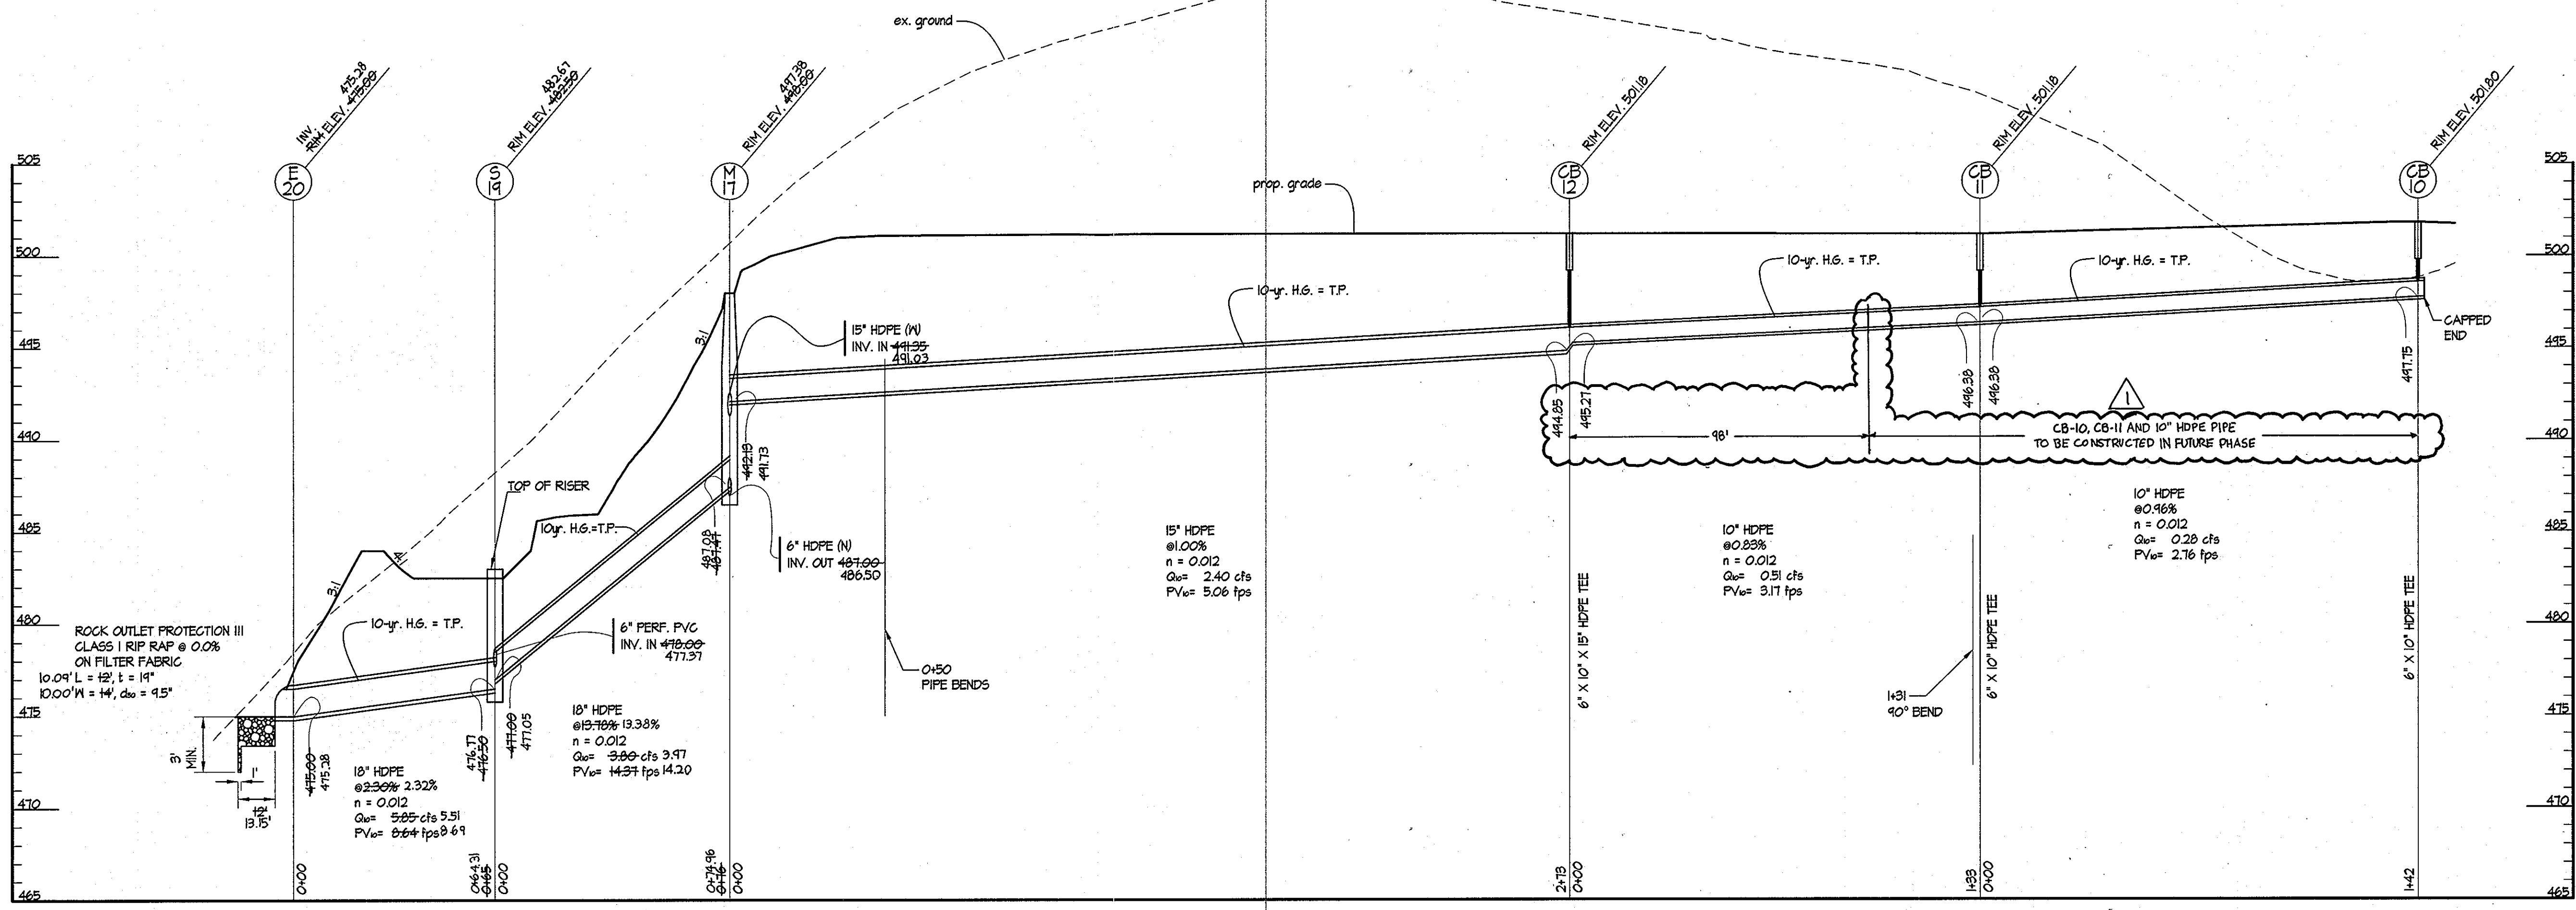 ex. ground
475.28
INV.
RIM ELEV. 475.00
482.67
RIM ELEV. 482.50
497.38
RIM ELEV. 498.00
RIM ELEV. 501.18
RIM ELEV. 501.18
RIM ELEV. 501.80
505
E
20
S
19
M
17
CB
12
CB
11
CB
10
505
prop. grade
500
500
10-yr. H.G. = T.P.
10-yr. H.G. = T.P.
10-yr. H.G. = T.P.
3:1
15" HDPE (W)
INV. IN 491.35
491.03
495
495
CAPPED
END
494.85
495.27
496.38
496.38
497.75
1
490
490
98'
CB-10, CB-11 AND 10" HDPE PIPE
TO BE CONSTRUCTED IN FUTURE PHASE
492.13
491.73
TOP OF RISER
485
485
10yr. H.G.=T.P.
487.08
487.47
6" HDPE (N)
INV. OUT 487.00
486.50
15" HDPE
@1.00%
n = 0.012
Q10= 2.40 cfs
PV10= 5.06 fps
10" HDPE
@0.83%
n = 0.012
Q10= 0.51 cfs
PV10= 3.17 fps
10" HDPE
@0.96%
n = 0.012
Q10= 0.28 cfs
PV10= 2.76 fps
3:1
480
480
ROCK OUTLET PROTECTION III
CLASS I RIP RAP @ 0.0%
ON FILTER FABRIC
10.09' L = 12', t = 19"
10.00' W = 14', d50 = 9.5"
10-yr. H.G. = T.P.
6" PERF. PVC
INV. IN 478.00
477.37
0+50
PIPE BENDS
6" X 10" X 15" HDPE TEE
1+31
90° BEND
6" X 10" HDPE TEE
6" X 10" HDPE TEE
475
475
3'
MIN.
1'
12'
13.15'
475.00
475.28
476.77
476.50
477.00
477.05
18" HDPE
@13.78% 13.38%
n = 0.012
Q10= 3.80 cfs 3.97
PV10= 14.37 fps 14.20
18" HDPE
@2.30% 2.32%
n = 0.012
Q10= 5.85 cfs 5.51
PV10= 8.64 fps 8.69
470
470
0+00
0+64.31
0+65
0+00
0+74.96
0+76
0+00
2+73
0+00
1+33
0+00
1+42
465
465